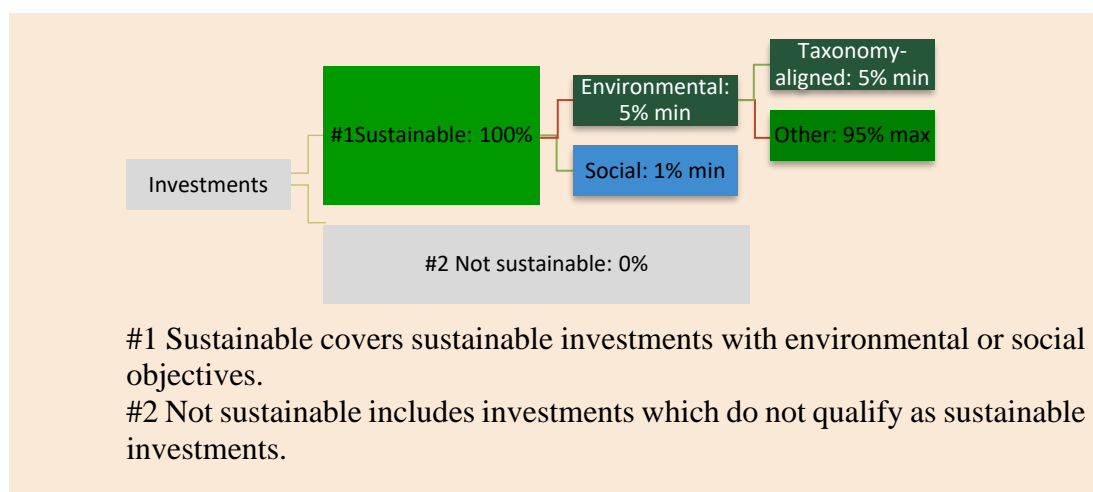 Taxonomy-
aligned: 5% min
Environmental:
5% min
#1Sustainable: 100%
Other: 95% max
Social: 1% min
Investments
#2 Not sustainable: 0%
#1 Sustainable covers sustainable investments with environmental or social
objectives.
#2 Not sustainable includes investments which do not qualify as sustainable
investments.